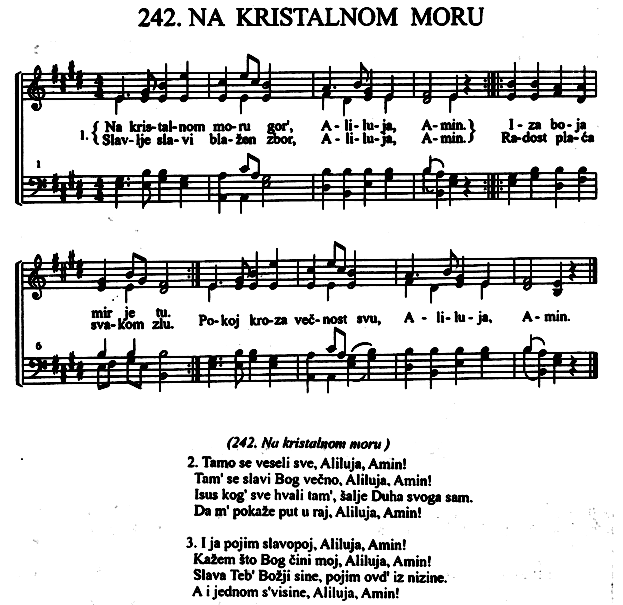 242. NA KRISTALNOM MORU
Na kris-tal-nom mo-ru gor', A-li-lu-ja, A-min. I-za bo-ja
1. Slav-lje sla-vi bla-žen zbor, A-li-lu-ja, A-min. Ra-dost pla-ća
1
mir je tu. Po-koj kro-za več-nost svu, A-li-lu-ja, A-min.
sva-kom zlu.
6
(242. Na kristalnom moru )
2. Tamo se veseli sve, Aliluja, Amin!
Tam' se slavi Bog večno, Aliluja, Amin!
Isus kog' sve hvali tam', šalje Duha svoga sam.
Da m' pokaže put u raj, Aliluja, Amin!
3. I ja pojim slavopoj, Aliluja, Amin!
Kažem što Bog čini moj, Aliluja, Amin!
Slava Teb' Božji sine, pojim ovd' iz nizine.
A i jednom s'visine, Aliluja, Amin!